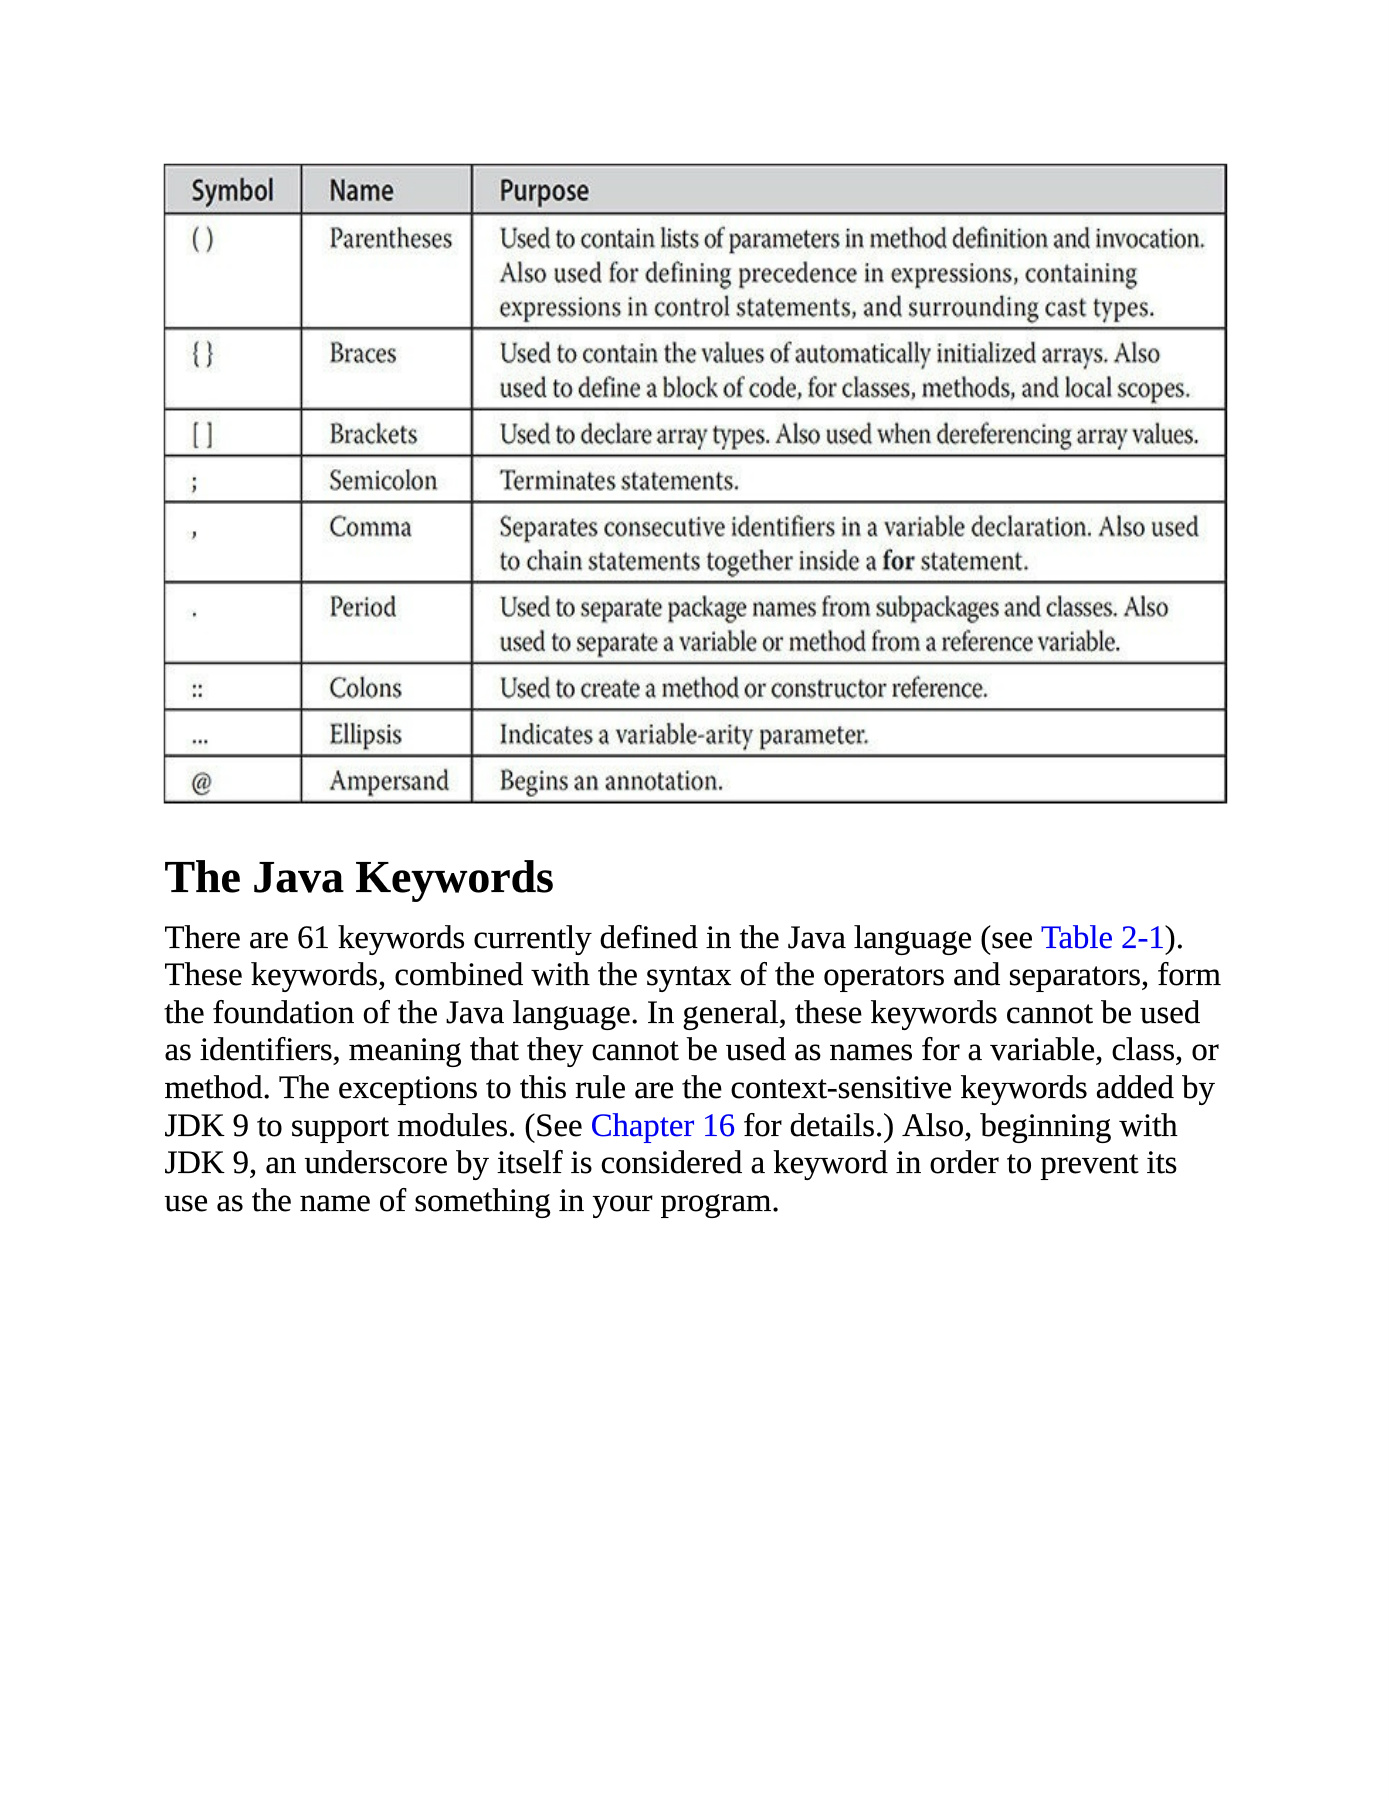 Symbol Name Purpose
( ) Parentheses Used to contain lists of parameters in method definition and invocation.
Also used for defining precedence in expressions, containing
expressions in control statements, and surrounding cast types.
{ } Braces Used to contain the values of automatically initialized arrays. Also
used to define a block of code, for classes, methods, and local scopes.
[ ] Brackets Used to declare array types. Also used when dereferencing array values.
; Semicolon Terminates statements.
, Comma Separates consecutive identifiers in a variable declaration. Also used
to chain statements together inside a for statement.
. Period Used to separate package names from subpackages and classes. Also
used to separate a variable or method from a reference variable.
:: Colons Used to create a method or constructor reference.
... Ellipsis Indicates a variable-arity parameter.
@ Ampersand Begins an annotation.
The Java Keywords
There are 61 keywords currently defined in the Java language (see Table 2-1).
These keywords, combined with the syntax of the operators and separators, form
the foundation of the Java language. In general, these keywords cannot be used
as identifiers, meaning that they cannot be used as names for a variable, class, or
method. The exceptions to this rule are the context-sensitive keywords added by
JDK 9 to support modules. (See Chapter 16 for details.) Also, beginning with
JDK 9, an underscore by itself is considered a keyword in order to prevent its
use as the name of something in your program.